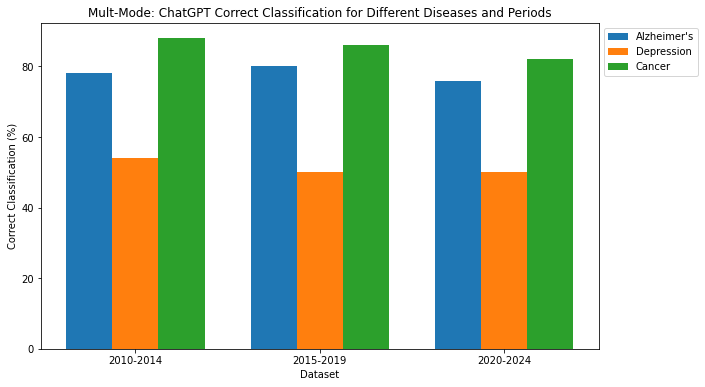 Mult-Mode: ChatGPT Correct Classification for Different Diseases and Periods
Alzheimer's
Depression
Cancer
Correct Classification (%)
80
60
40
20
0
2010-2014
2015-2019
2020-2024
Dataset